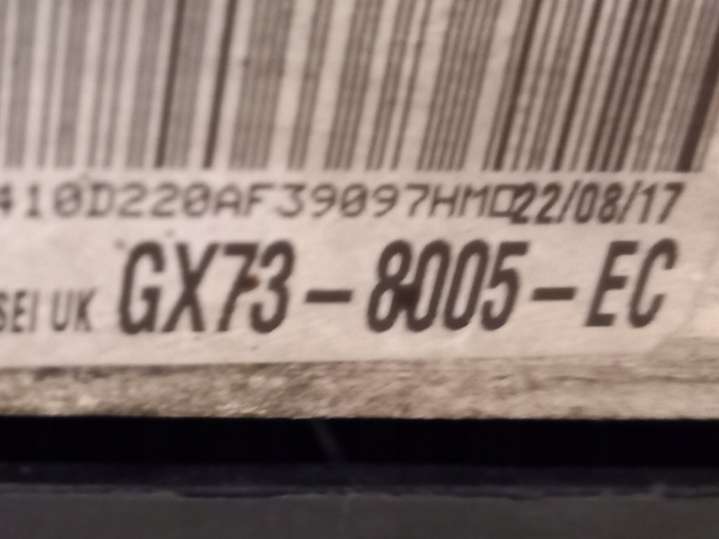 410D220AF39097HMD22/08/17
SEI UK GX73-8005-EC